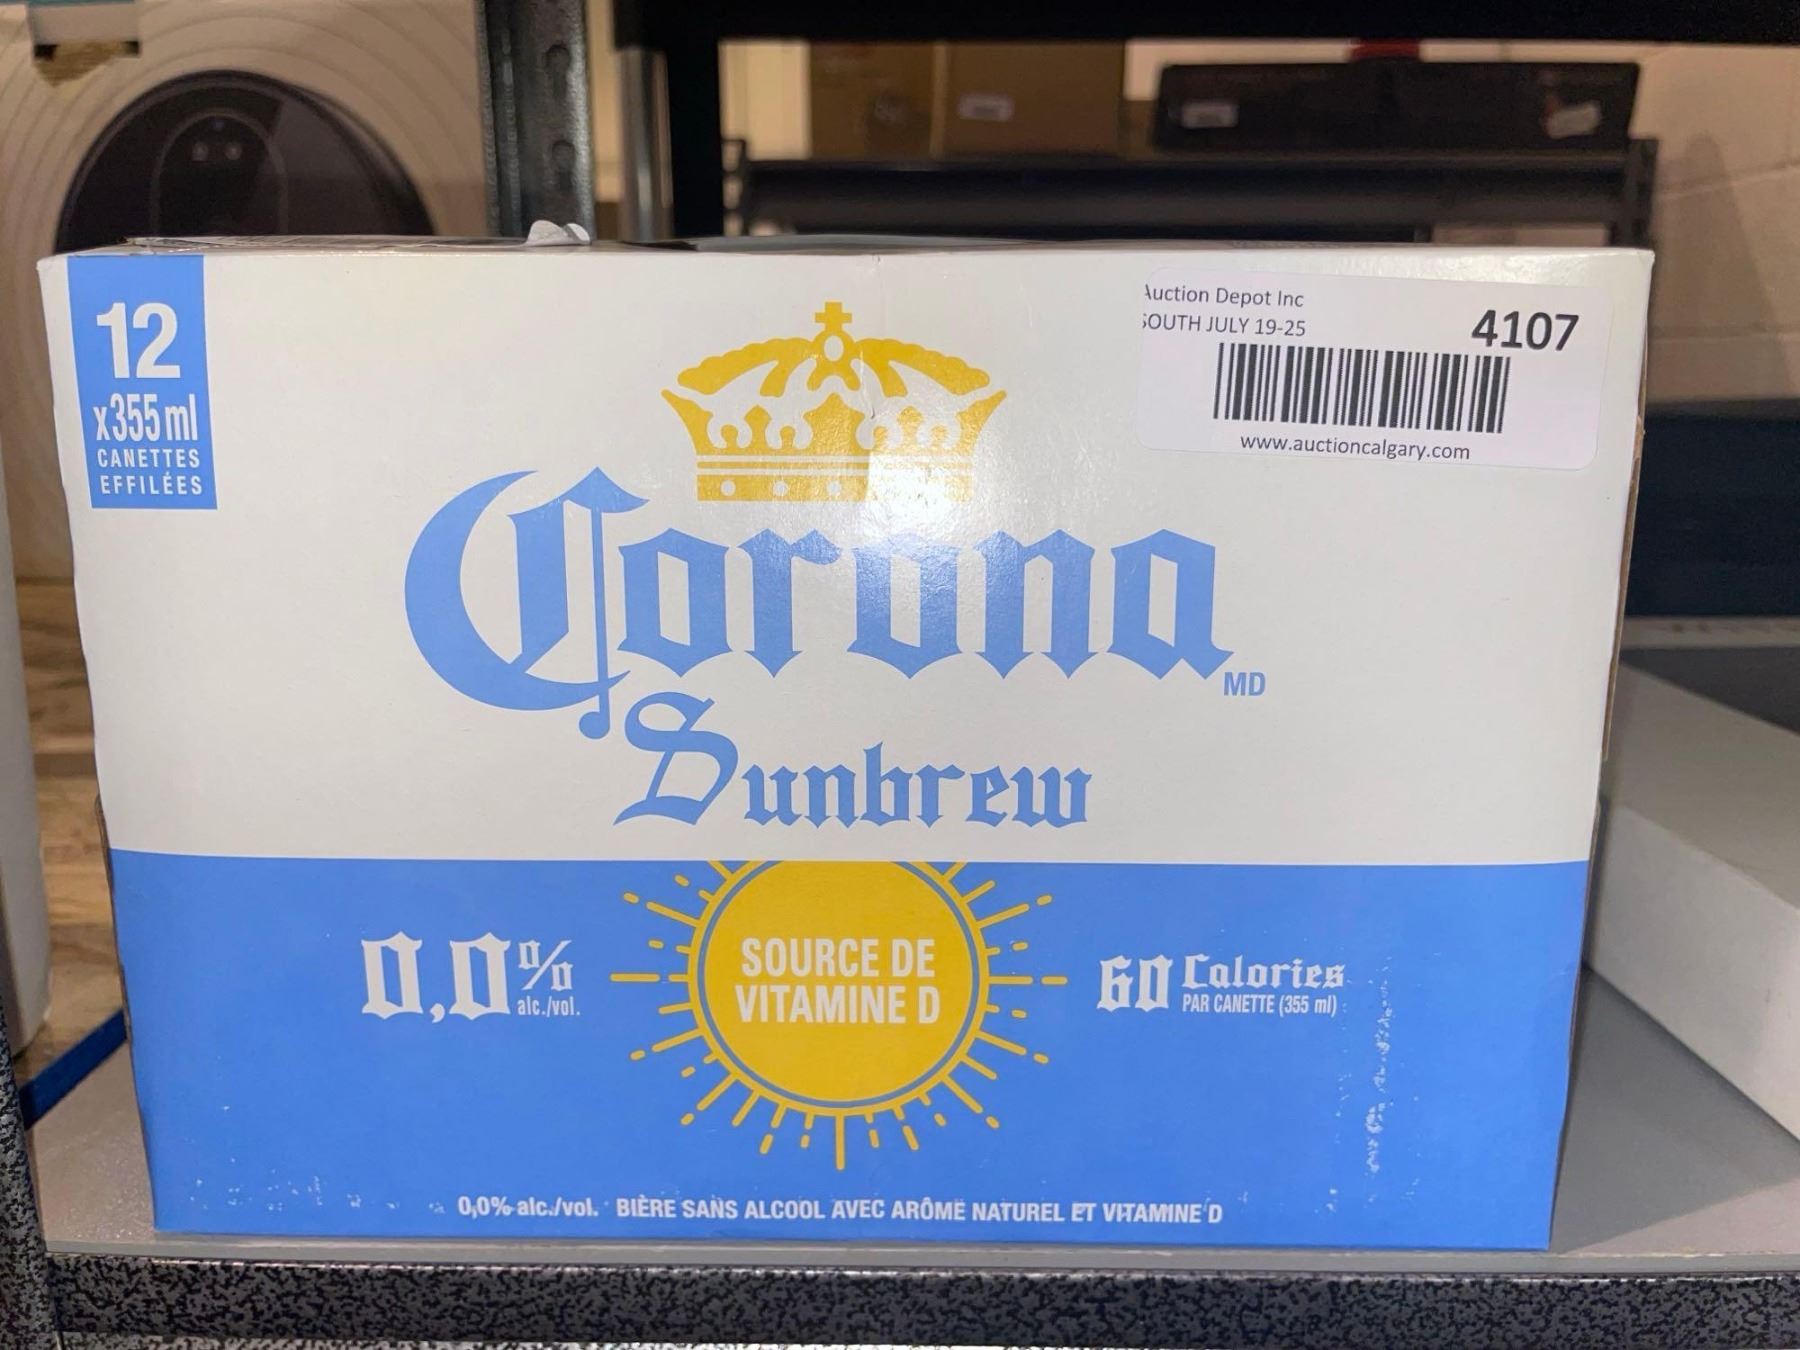 12
x355 ml
CANETTES
EFFILÉES
Auction Depot Inc
SOUTH JULY 19-25
4107
www.auctioncalgary.com
Corona MD
Sunbrew
0,0% alc./vol.
SOURCE DE
VITAMINE D
60 Calories
PAR CANETTE (355 ml)
0,0% alc./vol. BIÈRE SANS ALCOOL AVEC ARÔME NATUREL ET VITAMINE D